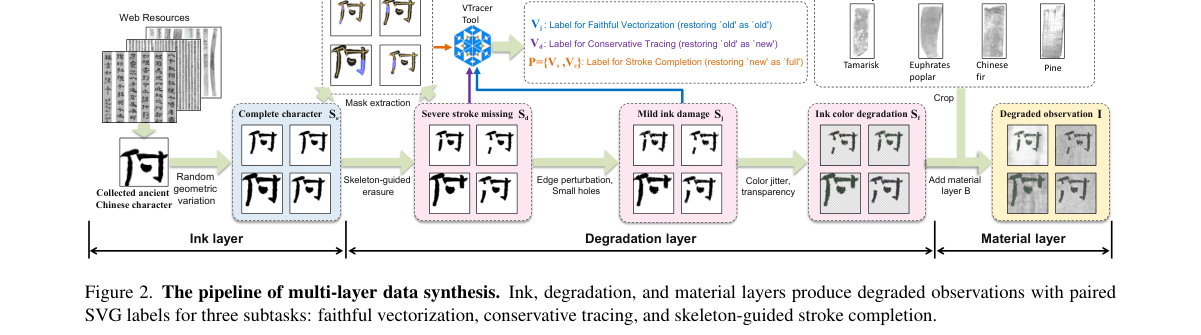 Web Resources
VTracer
Tool
V_i: Label for Faithful Vectorization (restoring `old' as `old')
V_d: Label for Conservative Tracing (restoring `old' as `new')
P={V_s ,V_c}: Label for Stroke Completion (restoring `new' as `full')
Tamarisk
Euphrates
poplar
Chinese
fir
Pine
Mask extraction
Crop
Complete character S_c
Severe stroke missing S_d
Mild ink damage S_i
Ink color degradation S_t
Degraded observation I
何
Collected ancient
Chinese character
Random
geometric
variation
Skeleton-guided
erasure
Edge perturbation,
Small holes
Color jitter,
transparency
Add material
layer B
Ink layer
Degradation layer
Material layer
Figure 2. The pipeline of multi-layer data synthesis. Ink, degradation, and material layers produce degraded observations with paired
SVG labels for three subtasks: faithful vectorization, conservative tracing, and skeleton-guided stroke completion.